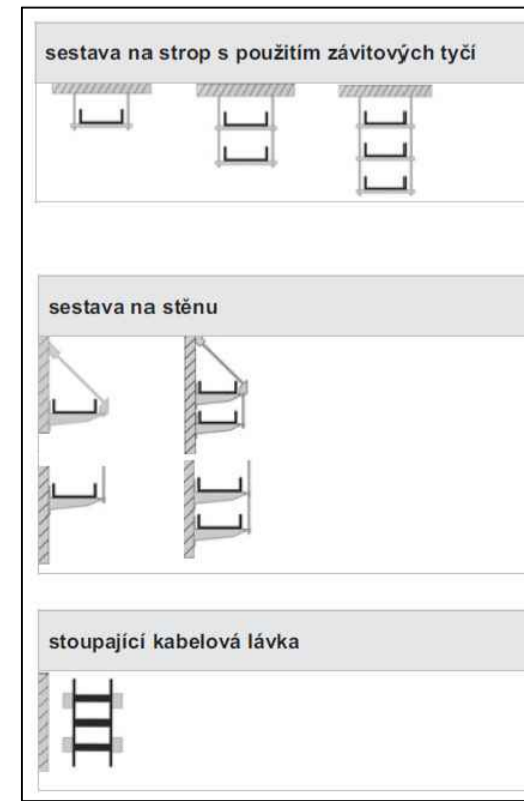 sestava na strop s použitím závitových tyčí
sestava na stěnu
stoupající kabelová lávka